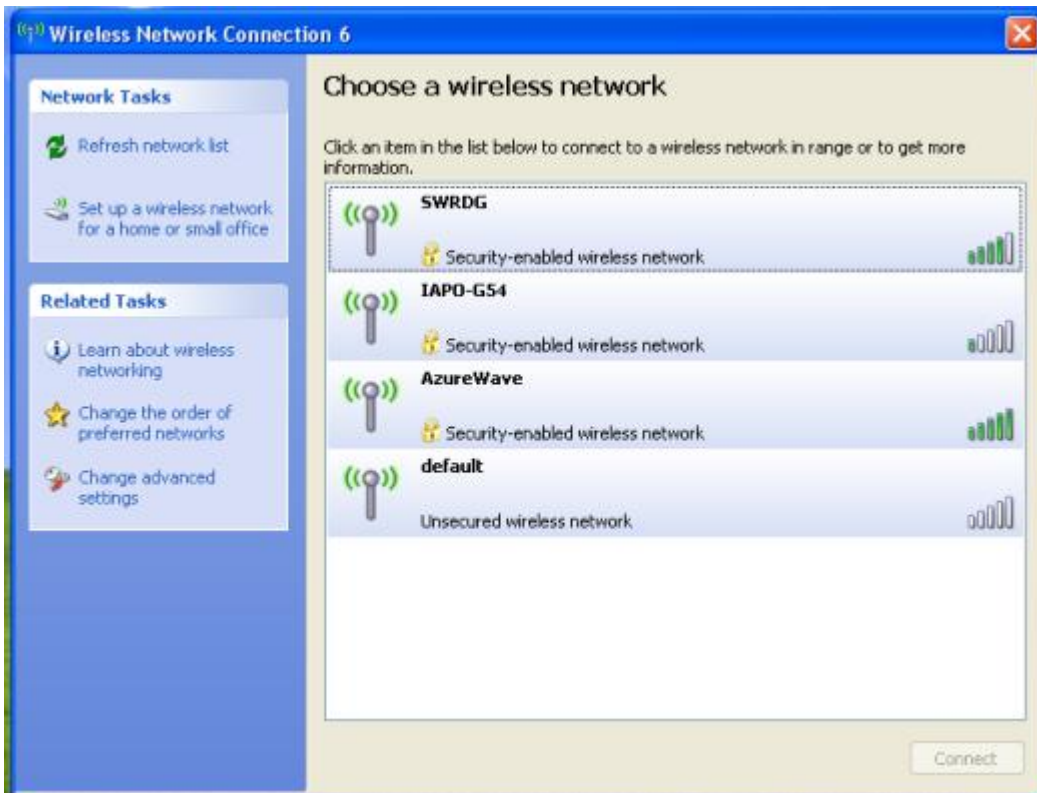 Wireless Network Connection 6
Network Tasks
Refresh network list
Set up a wireless network
for a home or small office
Related Tasks
Learn about wireless
networking
Change the order of
preferred networks
Change advanced
settings
Choose a wireless network
Click an item in the list below to connect to a wireless network in range or to get more
information.
SWRDG
Security-enabled wireless network
IAPO-G54
Security-enabled wireless network
AzureWave
Security-enabled wireless network
default
Unsecured wireless network
Connect